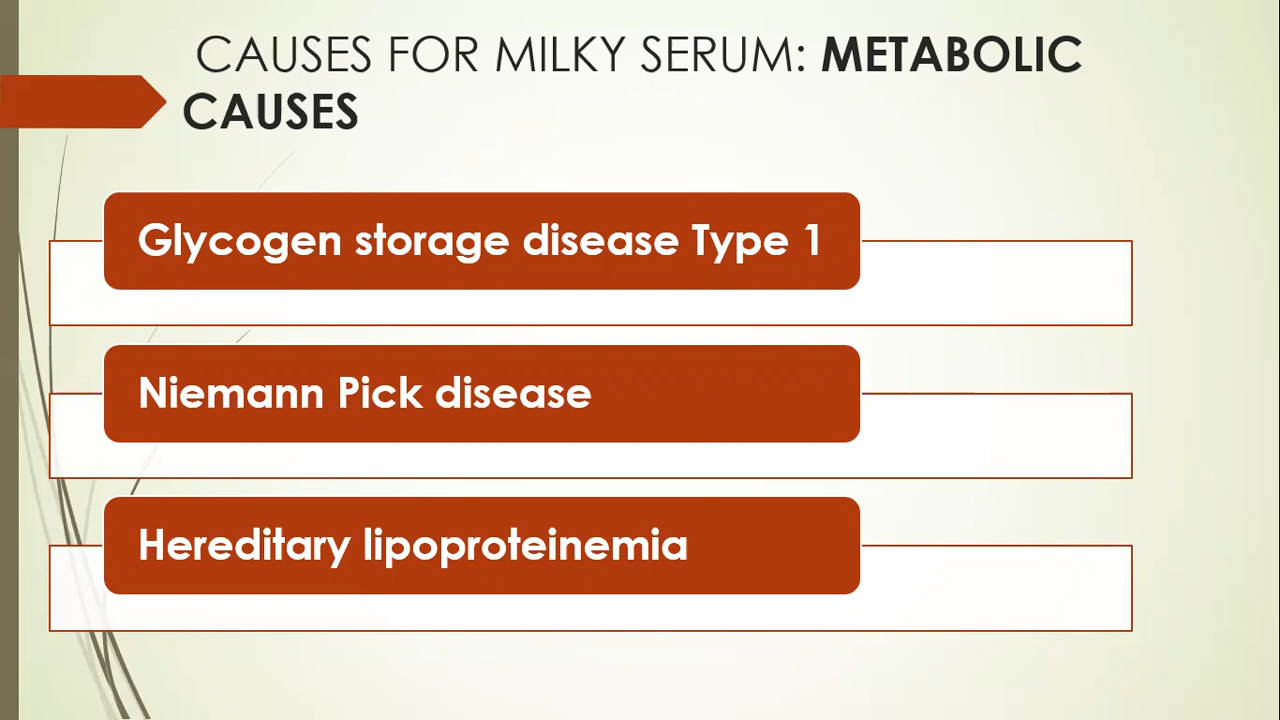 CAUSES FOR MILKY SERUM: METABOLIC
CAUSES
Glycogen storage disease Type 1
Niemann Pick disease
Hereditary lipoproteinemia